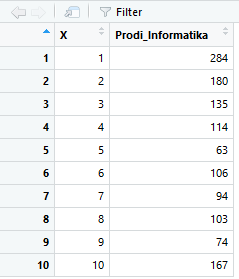 Filter
X Prodi_Informatika
1 1 284
2 2 180
3 3 135
4 4 114
5 5 63
6 6 106
7 7 94
8 8 103
9 9 74
10 10 167